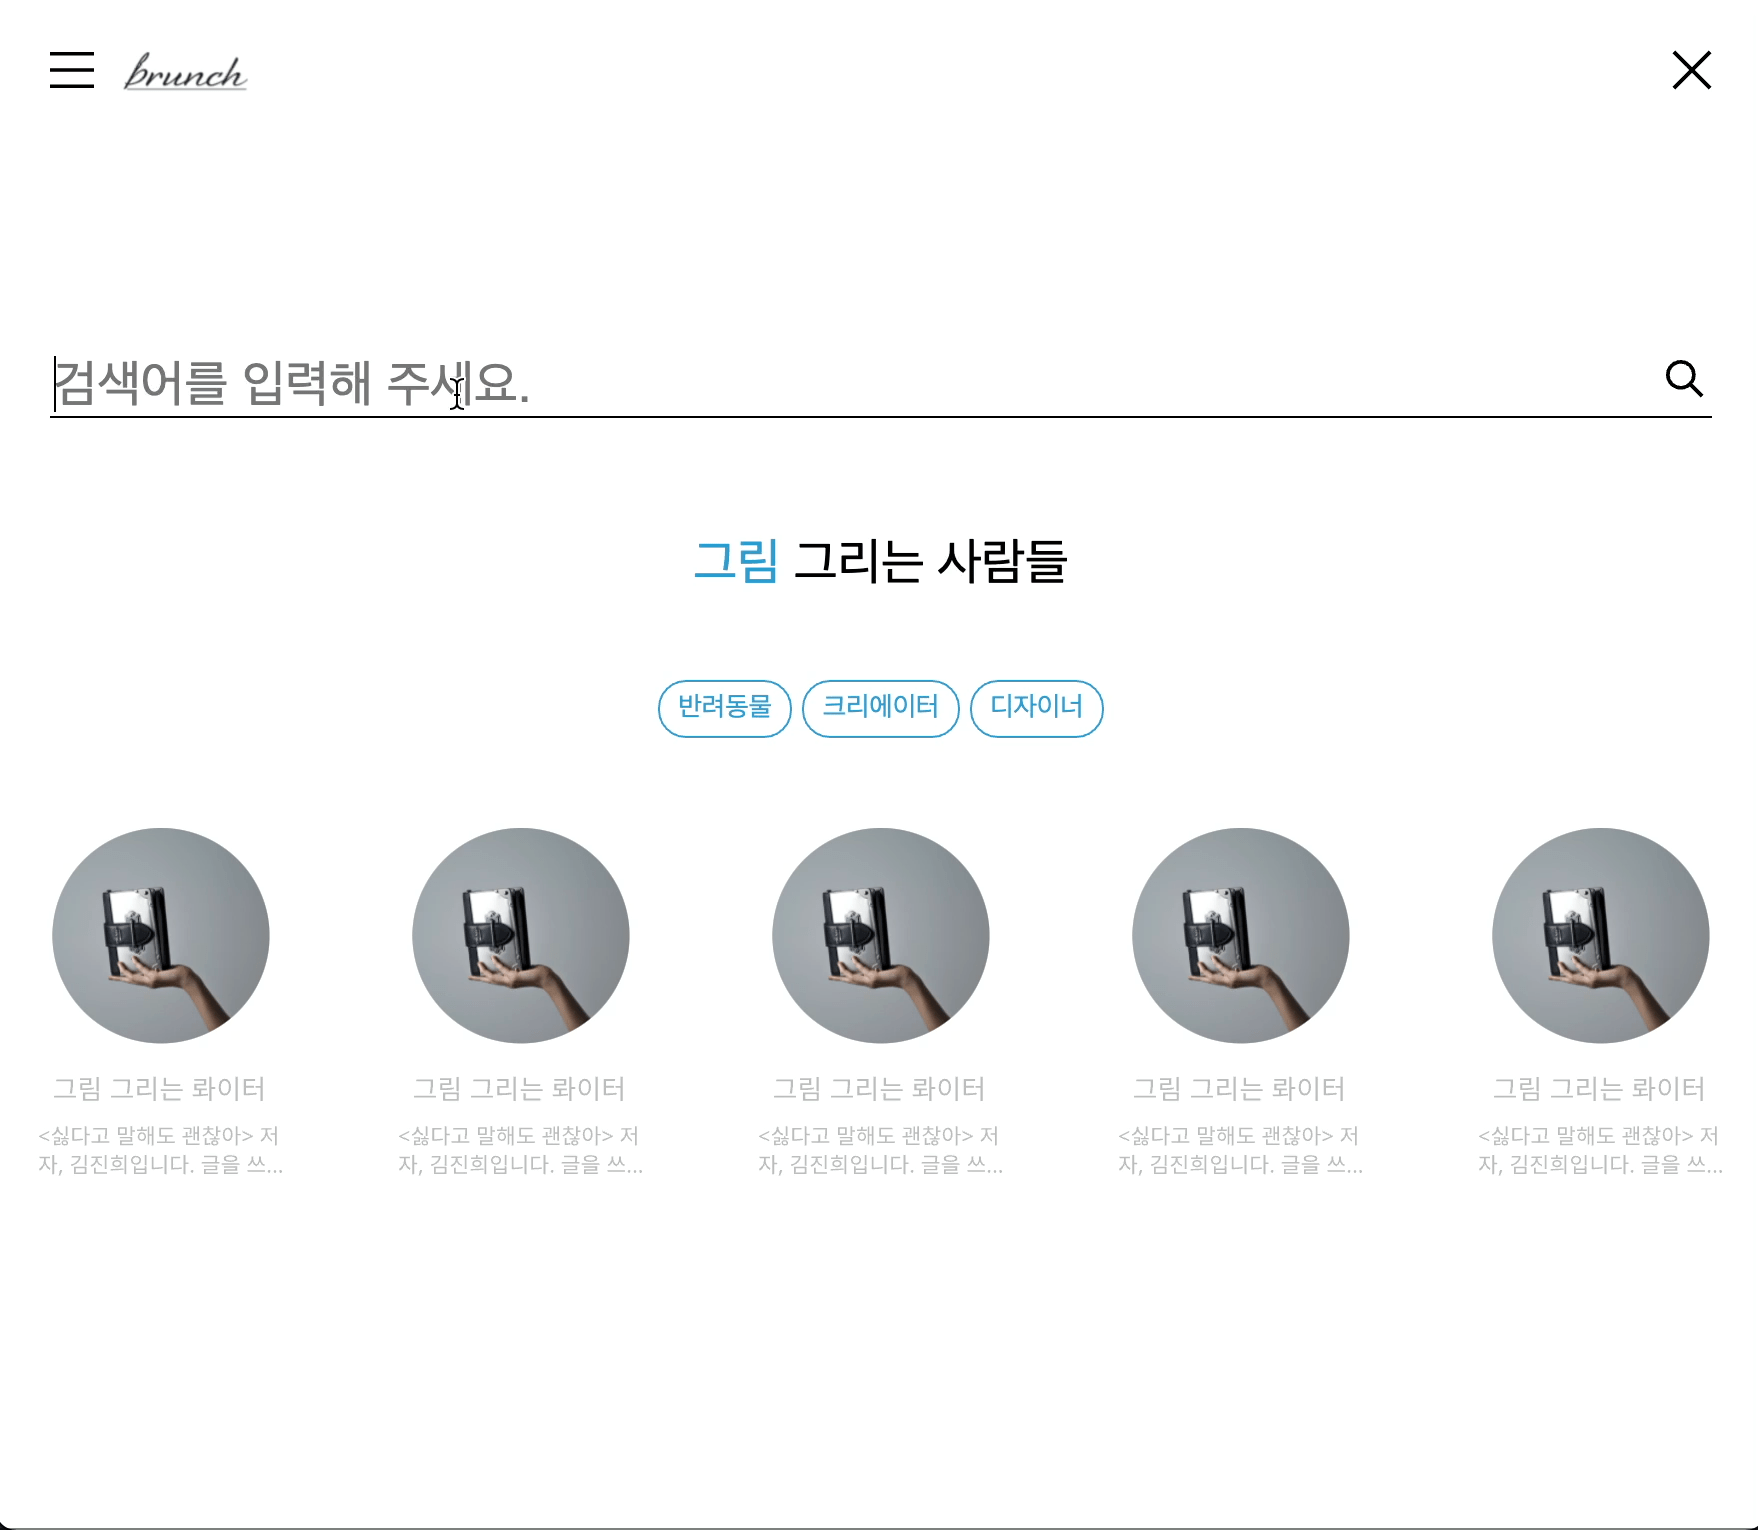 brunch
검색어를 입력해 주세요.
그림 그리는 사람들
반려동물 크리에이터 디자이너
그림 그리는 롸이터 그림 그리는 롸이터 그림 그리는 롸이터 그림 그리는 롸이터 그림 그리는 롸이터
<싫다고 말해도 괜찮아> 저 <싫다고 말해도 괜찮아> 저 <싫다고 말해도 괜찮아> 저 <싫다고 말해도 괜찮아> 저 <싫다고 말해도 괜찮아> 저
자, 김진희입니다. 글을 쓰... 자, 김진희입니다. 글을 쓰... 자, 김진희입니다. 글을 쓰... 자, 김진희입니다. 글을 쓰... 자, 김진희입니다. 글을 쓰...